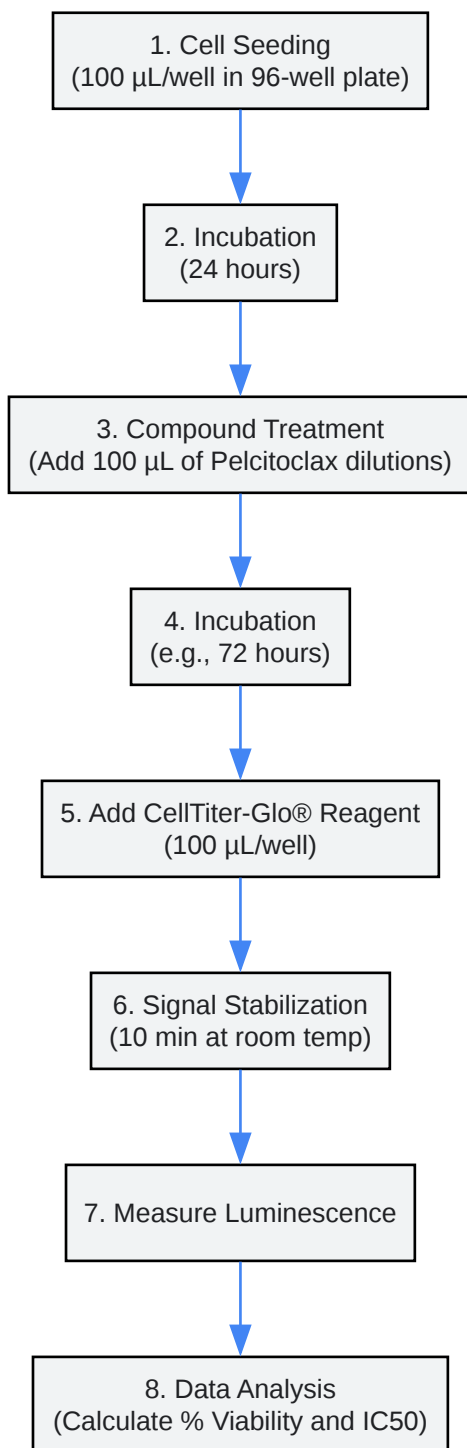 1. Cell Seeding
(100 µL/well in 96-well plate)
2. Incubation
(24 hours)
3. Compound Treatment
(Add 100 µL of Pelcitoclax dilutions)
4. Incubation
(e.g., 72 hours)
5. Add CellTiter-Glo® Reagent
(100 µL/well)
6. Signal Stabilization
(10 min at room temp)
7. Measure Luminescence
8. Data Analysis
(Calculate % Viability and IC50)